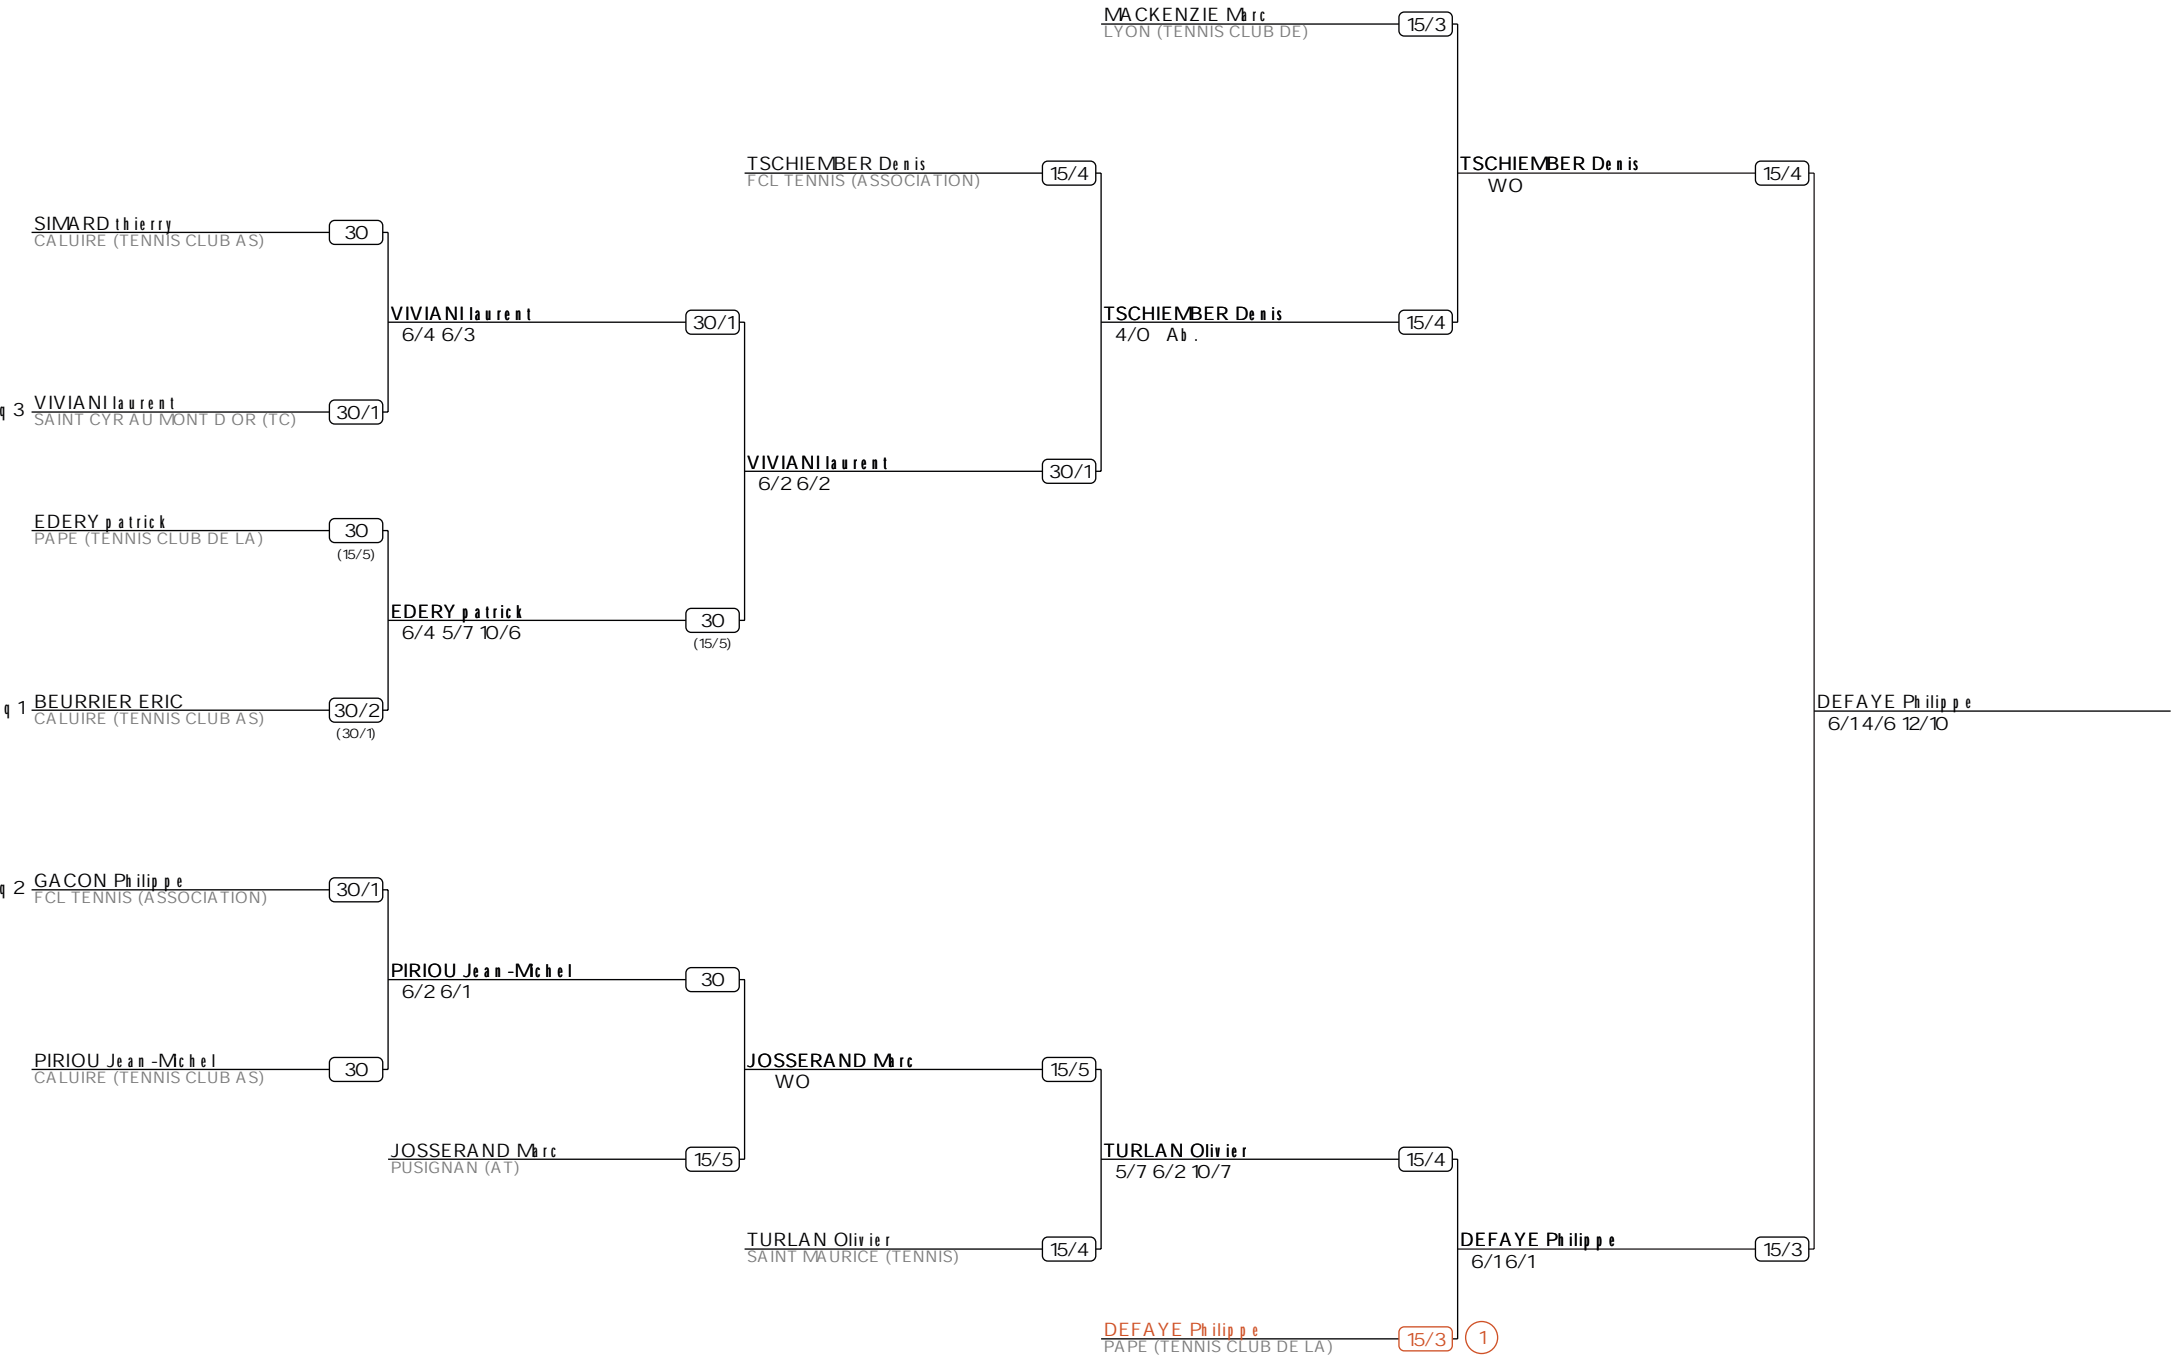 MACKENZIE Marc
15/3
LYON (TENNIS CLUB DE)
TSCHIEMBER Denis
15/4
FCL TENNIS (ASSOCIATION)
TSCHIEMBER Denis
15/4
WO
SIMARD thierry
30
CALUIRE (TENNIS CLUB AS)
VIVIANI laurent
30/1
6/4 6/3
TSCHIEMBER Denis
15/4
4/0 Ab.
q 3 VIVIANI laurent
30/1
SAINT CYR AU MONT D OR (TC)
VIVIANI laurent
30/1
6/2 6/2
EDERY patrick
30
PAPE (TENNIS CLUB DE LA)
(15/5)
EDERY patrick
30
6/4 5/7 10/6
(15/5)
q 1 BEURRIER ERIC
30/2
CALUIRE (TENNIS CLUB AS)
(30/1)
DEFAYE Philippe
6/1 4/6 12/10
q 2 GACON Philippe
30/1
FCL TENNIS (ASSOCIATION)
PIRIOU Jean-Michel
30
6/2 6/1
PIRIOU Jean-Michel
30
CALUIRE (TENNIS CLUB AS)
JOSSERAND Marc
15/5
WO
JOSSERAND Marc
15/5
PUSIGNAN (AT)
TURLAN Olivier
15/4
5/7 6/2 10/7
TURLAN Olivier
15/4
SAINT MAURICE (TENNIS)
DEFAYE Philippe
15/3
6/1 6/1
DEFAYE Philippe
15/3 1
PAPE (TENNIS CLUB DE LA)